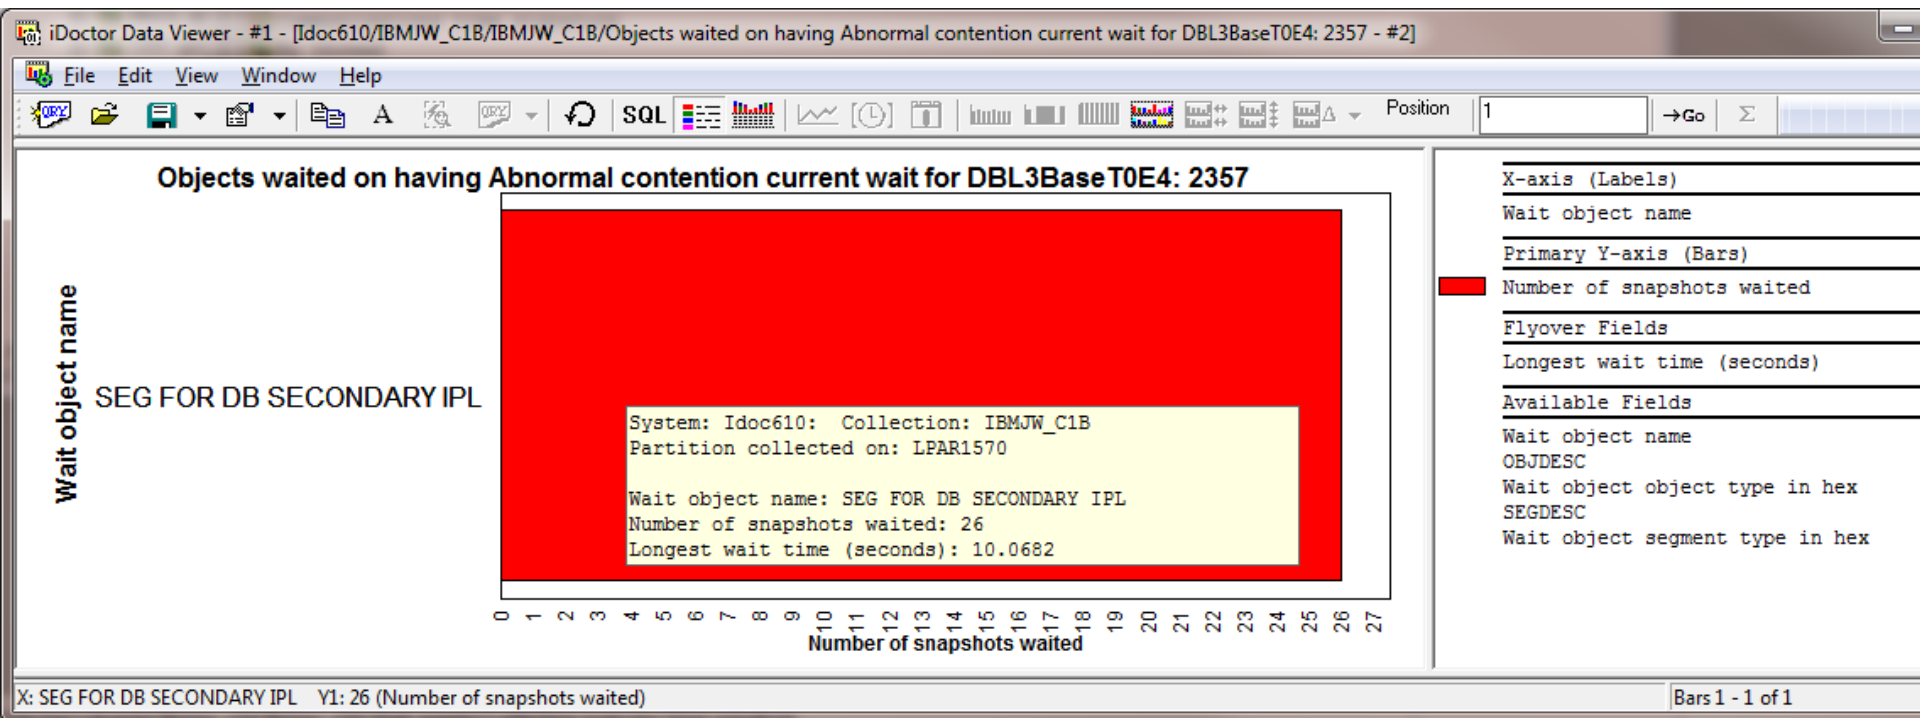 iDoctor Data Viewer - #1 - [Idoc610/IBMJW_C1B/IBMJW_C1B/Objects waited on having Abnormal contention current wait for DBL3BaseT0E4: 2357 - #2]
File Edit View Window Help
QRY A QRY SQL Position 1 →Go Σ
Objects waited on having Abnormal contention current wait for DBL3BaseT0E4: 2357
Wait object name
SEG FOR DB SECONDARY IPL
System: Idoc610: Collection: IBMJW_C1B
Partition collected on: LPAR1570
Wait object name: SEG FOR DB SECONDARY IPL
Number of snapshots waited: 26
Longest wait time (seconds): 10.0682
0 1 2 3 4 5 6 7 8 9 10 11 12 13 14 15 16 17 18 19 20 21 22 23 24 25 26 27
Number of snapshots waited
X-axis (Labels)
Wait object name
Primary Y-axis (Bars)
Number of snapshots waited
Flyover Fields
Longest wait time (seconds)
Available Fields
Wait object name
OBJDESC
Wait object object type in hex
SEGDESC
Wait object segment type in hex
X: SEG FOR DB SECONDARY IPL Y1: 26 (Number of snapshots waited)
Bars 1 - 1 of 1